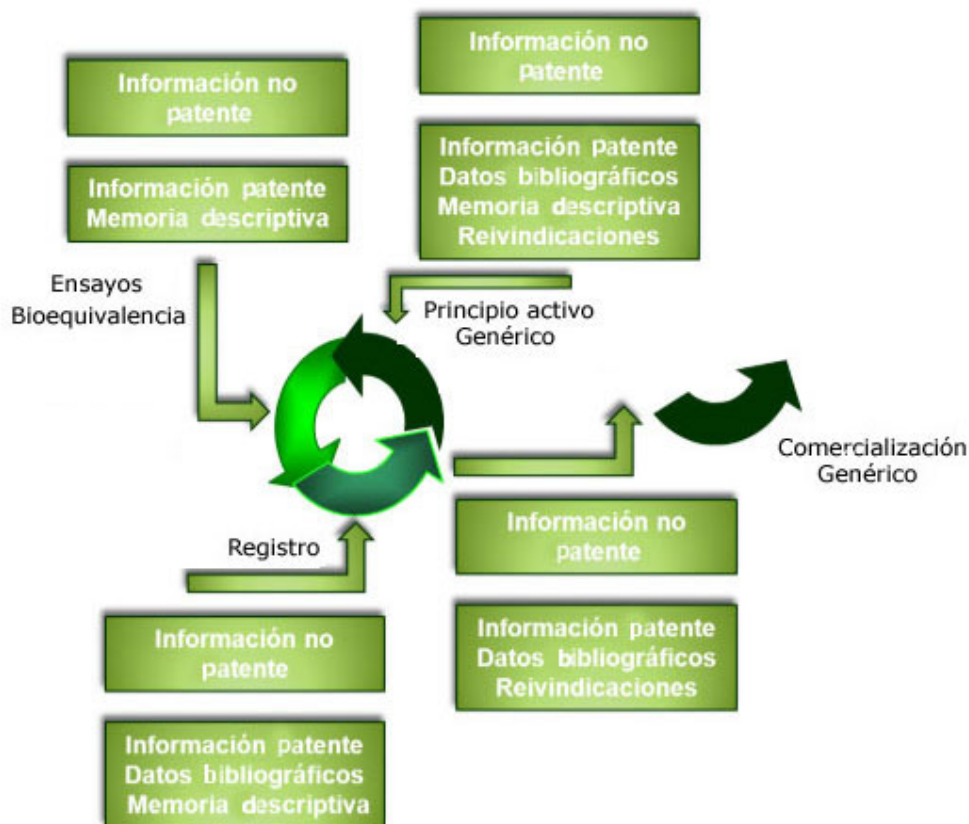 Información no
patente
Información patente
Memoria descriptiva
Ensayos
Bioequivalencia
Información no
patente
Información patente
Datos bibliográficos
Memoria descriptiva
Reivindicaciones
Principio activo
Genérico
Comercialización
Genérico
Información no
patente
Información patente
Datos bibliográficos
Reivindicaciones
Registro
Información no
patente
Información patente
Datos bibliográficos
Memoria descriptiva